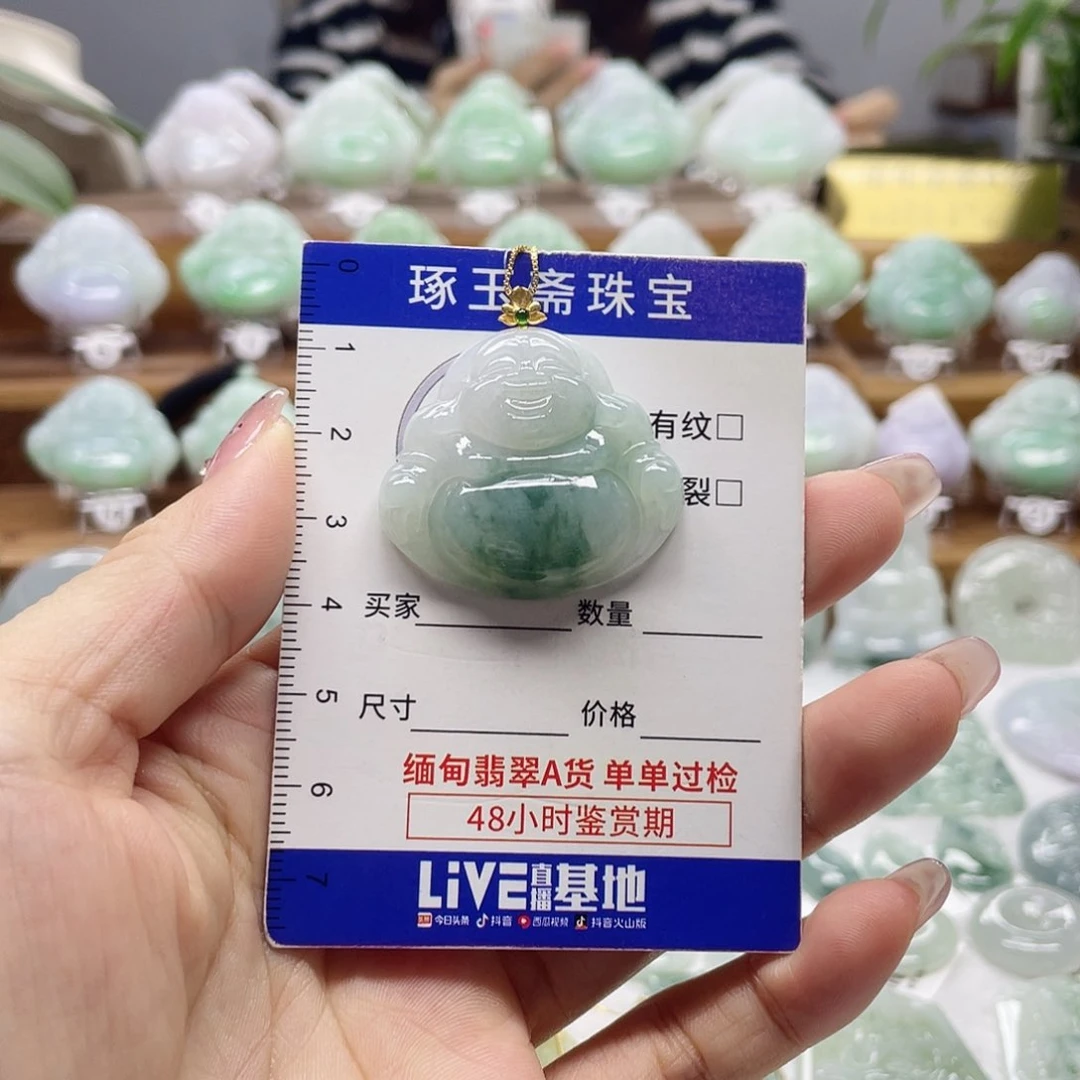 琢玉斋珠宝
0
1
2
3
4
5
6
7
有纹□
裂□
买家 数量
尺寸 价格
缅甸翡翠A货 单单过检
48小时鉴赏期
LiVE直播基地
头条 今日头条 抖音 西瓜视频 抖音火山版